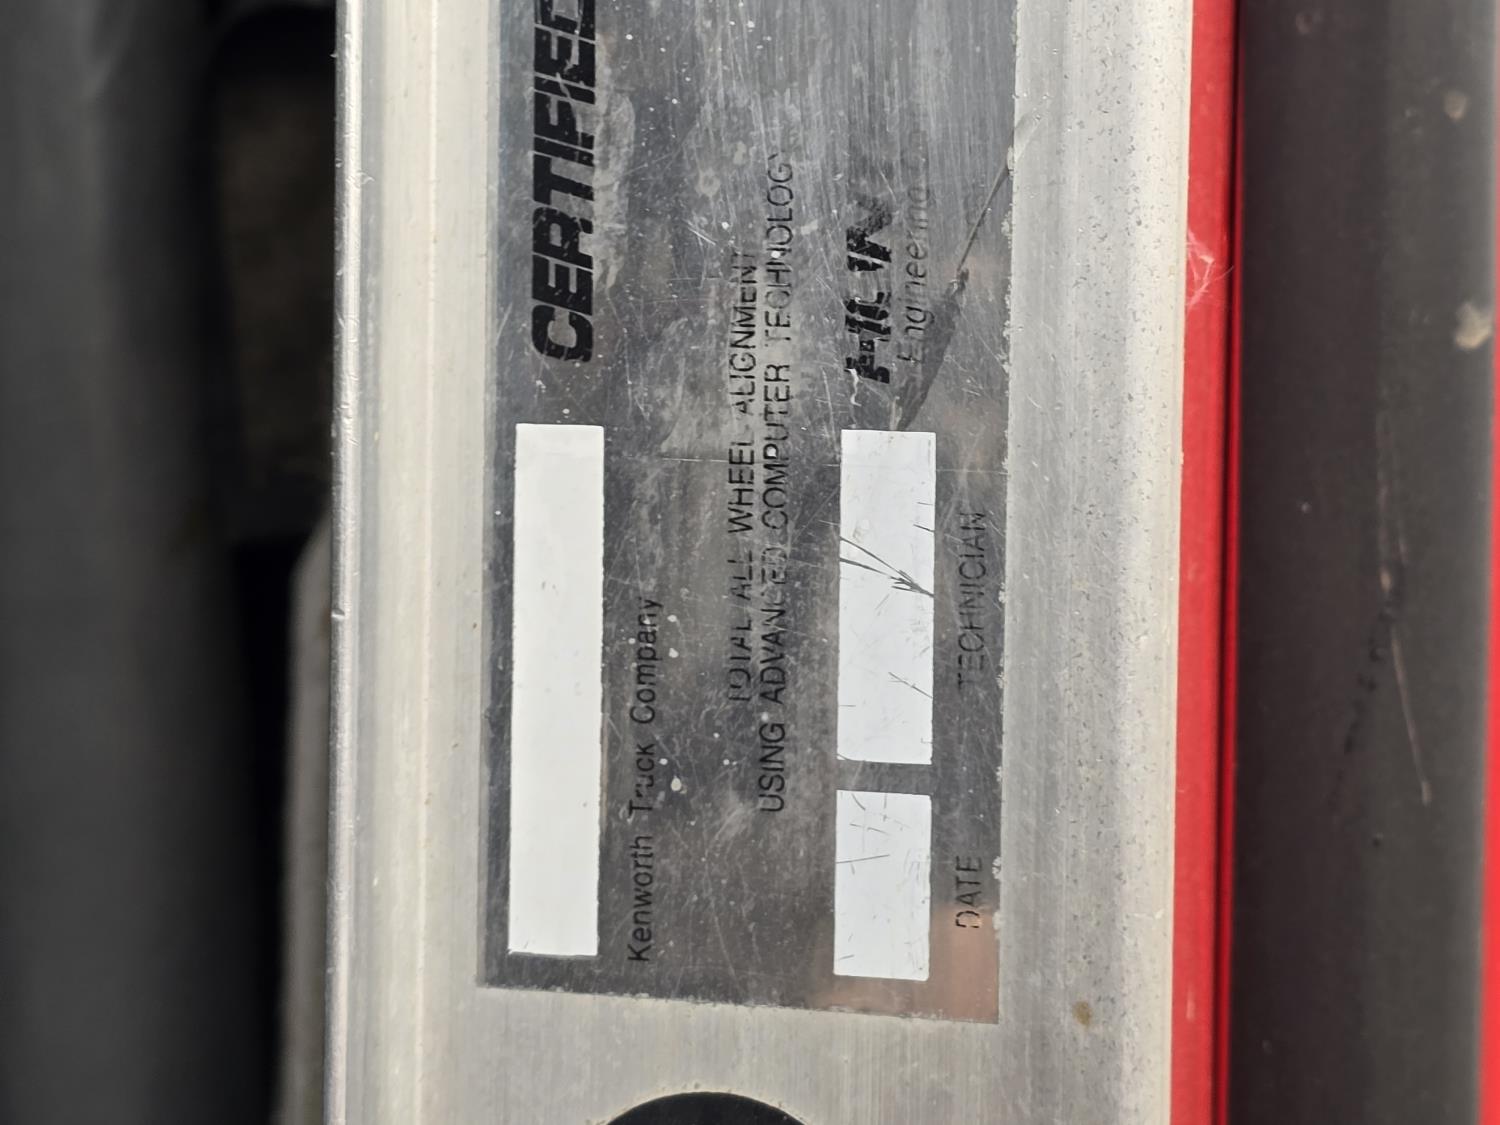 CERTIFIED
Kenworth Truck Company
TOTAL ALL WHEEL ALIGNMENT
USING ADVANCED COMPUTER TECHNOLOGY
Engineering
DATE TECHNICIAN